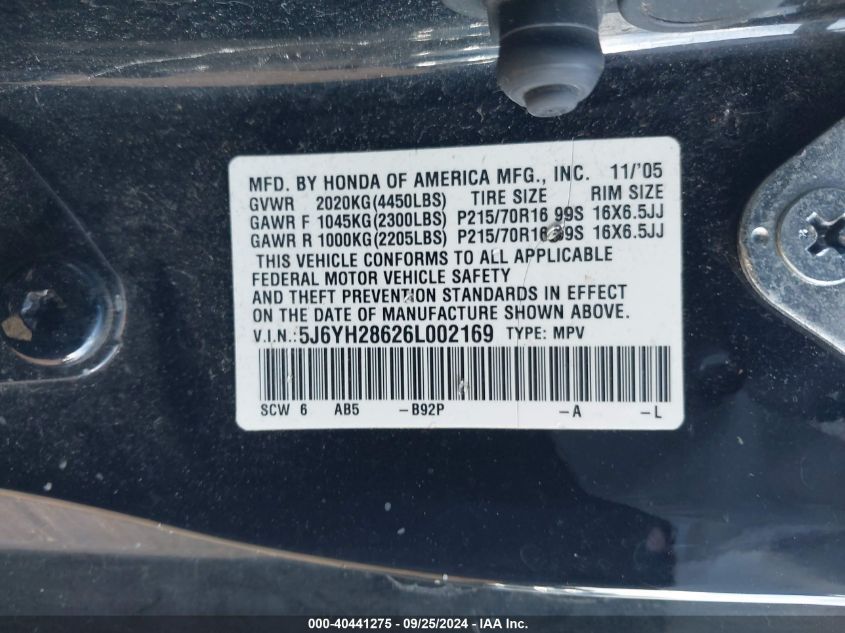 MFD. BY HONDA OF AMERICA MFG., INC. 11/'05
GVWR 2020KG(4450LBS) TIRE SIZE RIM SIZE
GAWR F 1045KG(2300LBS) P215/70R16 99S 16X6.5JJ
GAWR R 1000KG(2205LBS) P215/70R16 99S 16X6.5JJ
THIS VEHICLE CONFORMS TO ALL APPLICABLE
FEDERAL MOTOR VEHICLE SAFETY
AND THEFT PREVENTION STANDARDS IN EFFECT
ON THE DATE OF MANUFACTURE SHOWN ABOVE.
V.I.N.: 5J6YH28626L002169 TYPE: MPV
SCW 6 AB5 -B92P -A -L
000-40441275 - 09/25/2024 - IAA Inc.